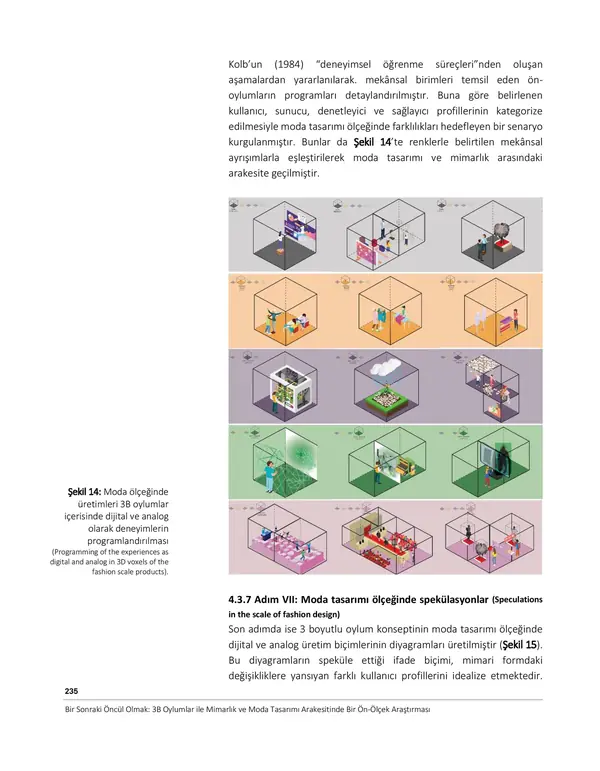 Kolb’un (1984) “deneyimsel öğrenme süreçleri”nden oluşan
aşamalardan yararlanılarak. mekânsal birimleri temsil eden ön-
oylumların programları detaylandırılmıştır. Buna göre belirlenen
kullanıcı, sunucu, denetleyici ve sağlayıcı profillerinin kategorize
edilmesiyle moda tasarımı ölçeğinde farklılıkları hedefleyen bir senaryo
kurgulanmıştır. Bunlar da Şekil 14’te renklerle belirtilen mekânsal
ayrışımlarla eşleştirilerek moda tasarımı ve mimarlık arasındaki
arakesite geçilmiştir.
Şekil 14: Moda ölçeğinde
üretimleri 3B oylumlar
içerisinde dijital ve analog
olarak deneyimlerin
programlandırılması
(Programming of the experiences as
digital and analog in 3D voxels of the
fashion scale products).
4.3.7 Adım VII: Moda tasarımı ölçeğinde spekülasyonlar (Speculations
in the scale of fashion design)
Son adımda ise 3 boyutlu oylum konseptinin moda tasarımı ölçeğinde
dijital ve analog üretim biçimlerinin diyagramları üretilmiştir (Şekil 15).
Bu diyagramların speküle ettiği ifade biçimi, mimari formdaki
değişikliklere yansıyan farklı kullanıcı profillerini idealize etmektedir.
235
Bir Sonraki Öncül Olmak: 3B Oylumlar ile Mimarlık ve Moda Tasarımı Arakesitinde Bir Ön-Ölçek Araştırması